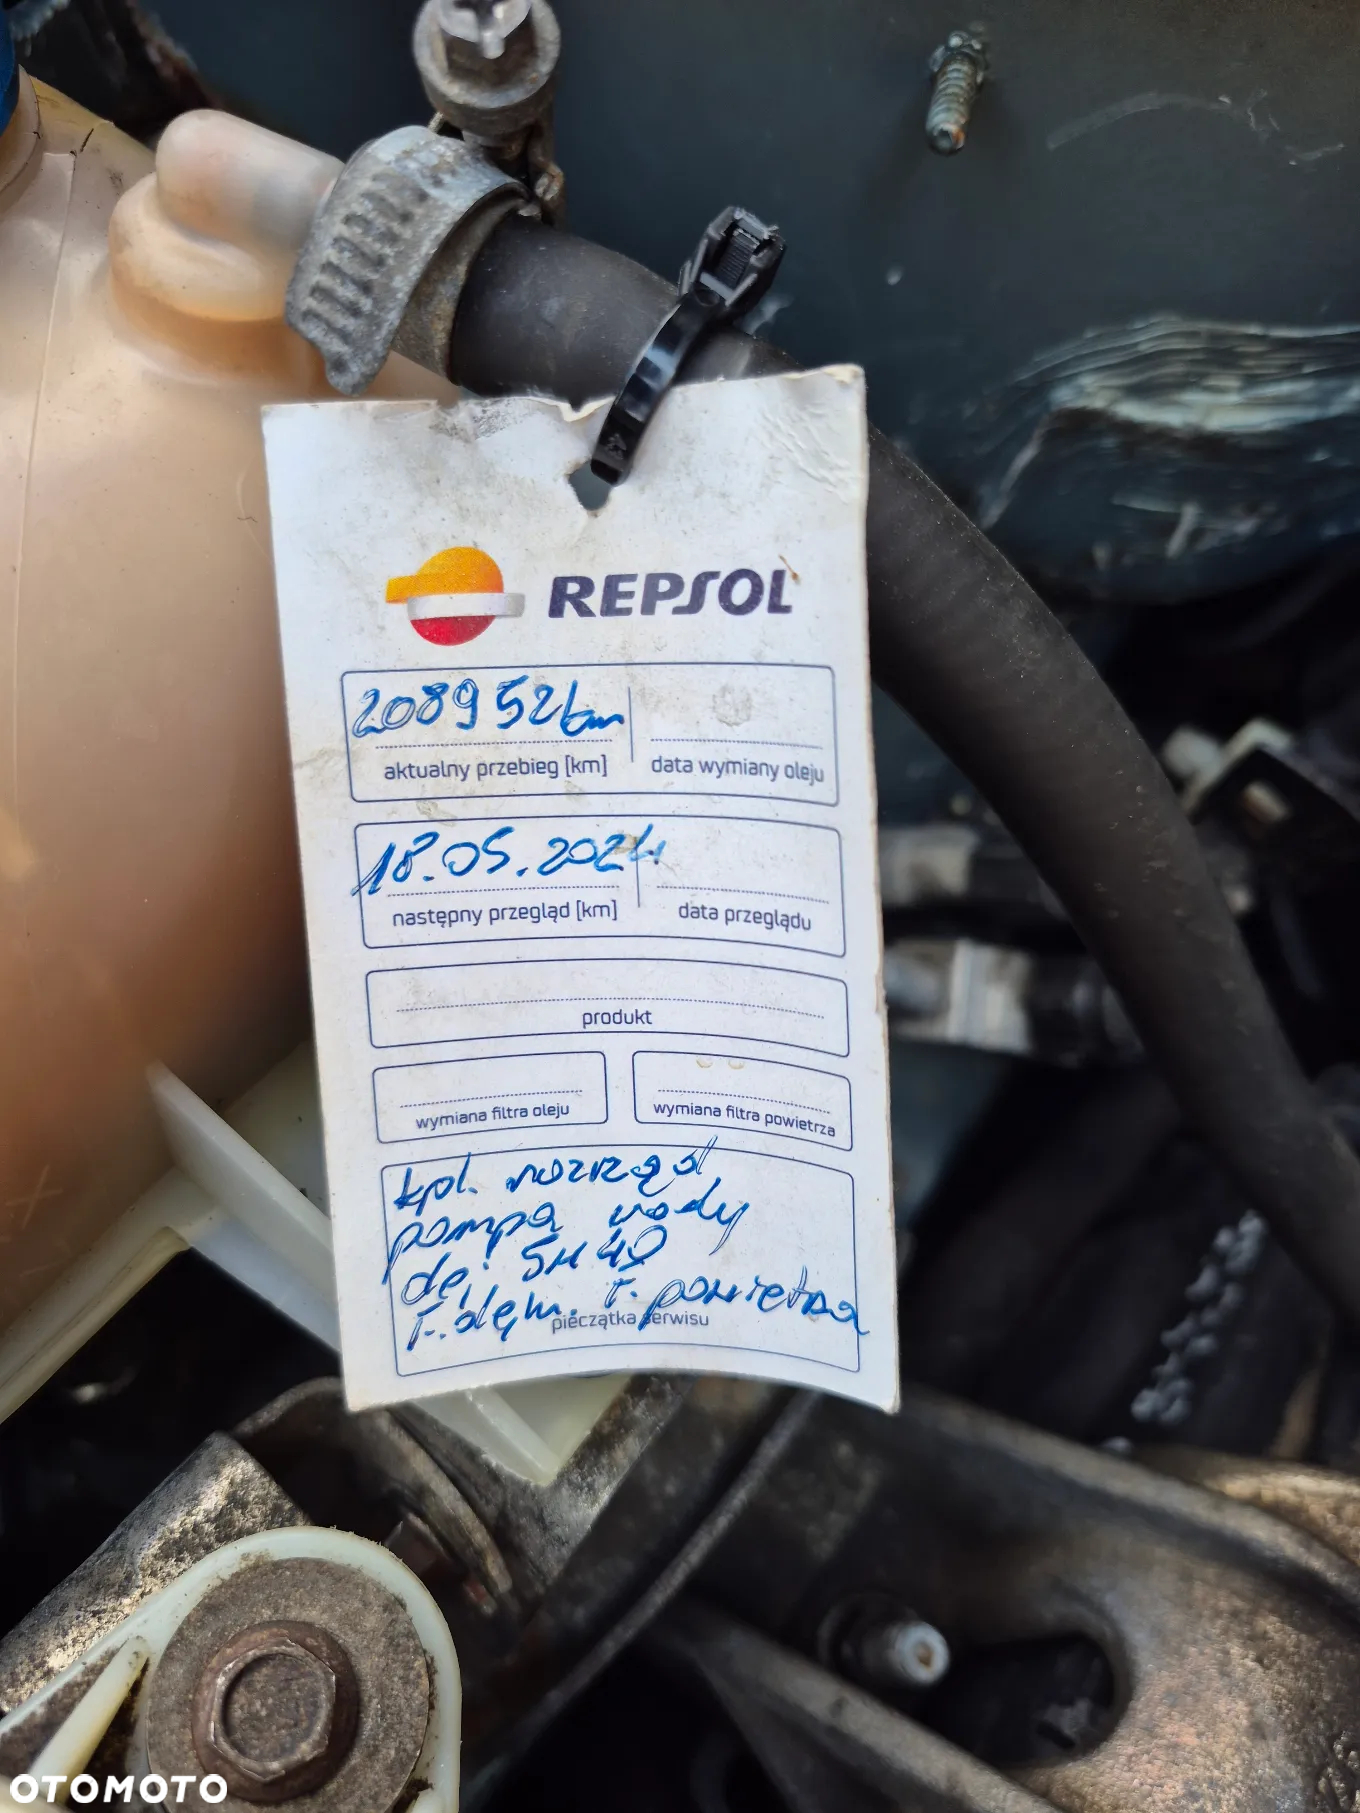 REPSOL
208952km
aktualny przebieg [km] data wymiany oleju
18.05.2024
następny przegląd [km] data przeglądu
produkt
wymiana filtra oleju wymiana filtra powietrza
kpl. rozrząd
pompa wody
powietrza
pieczątka serwisu
OTOMOTO